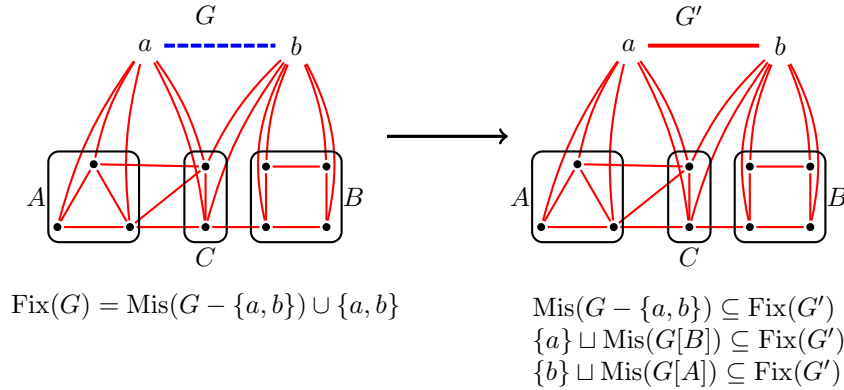 G
a
b
A
C
B
Fix(G) = Mis(G − {a, b}) ∪ {a, b}
G′
a
b
A
C
B
Mis(G − {a, b}) ⊆ Fix(G′)
{a} ⊔ Mis(G[B]) ⊆ Fix(G′)
{b} ⊔ Mis(G[A]) ⊆ Fix(G′)